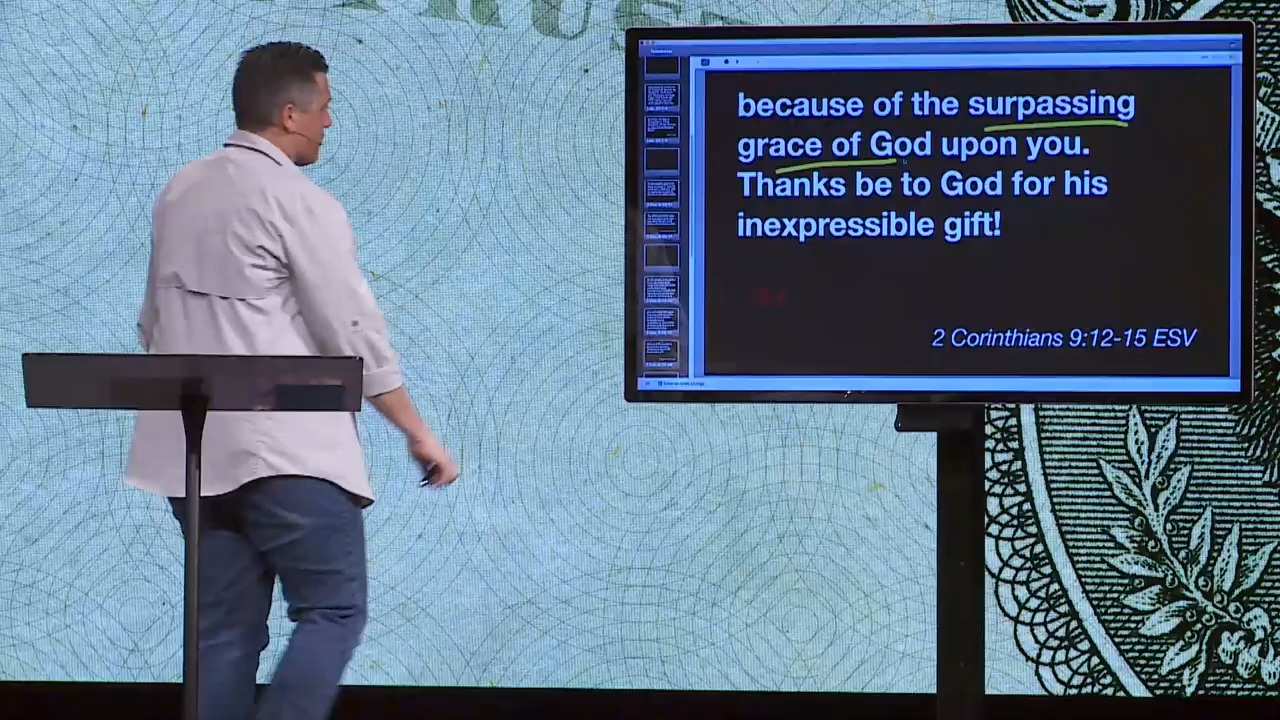 because of the surpassing
grace of God upon you.
Thanks be to God for his
inexpressible gift!
2 Corinthians 9:12-15 ESV